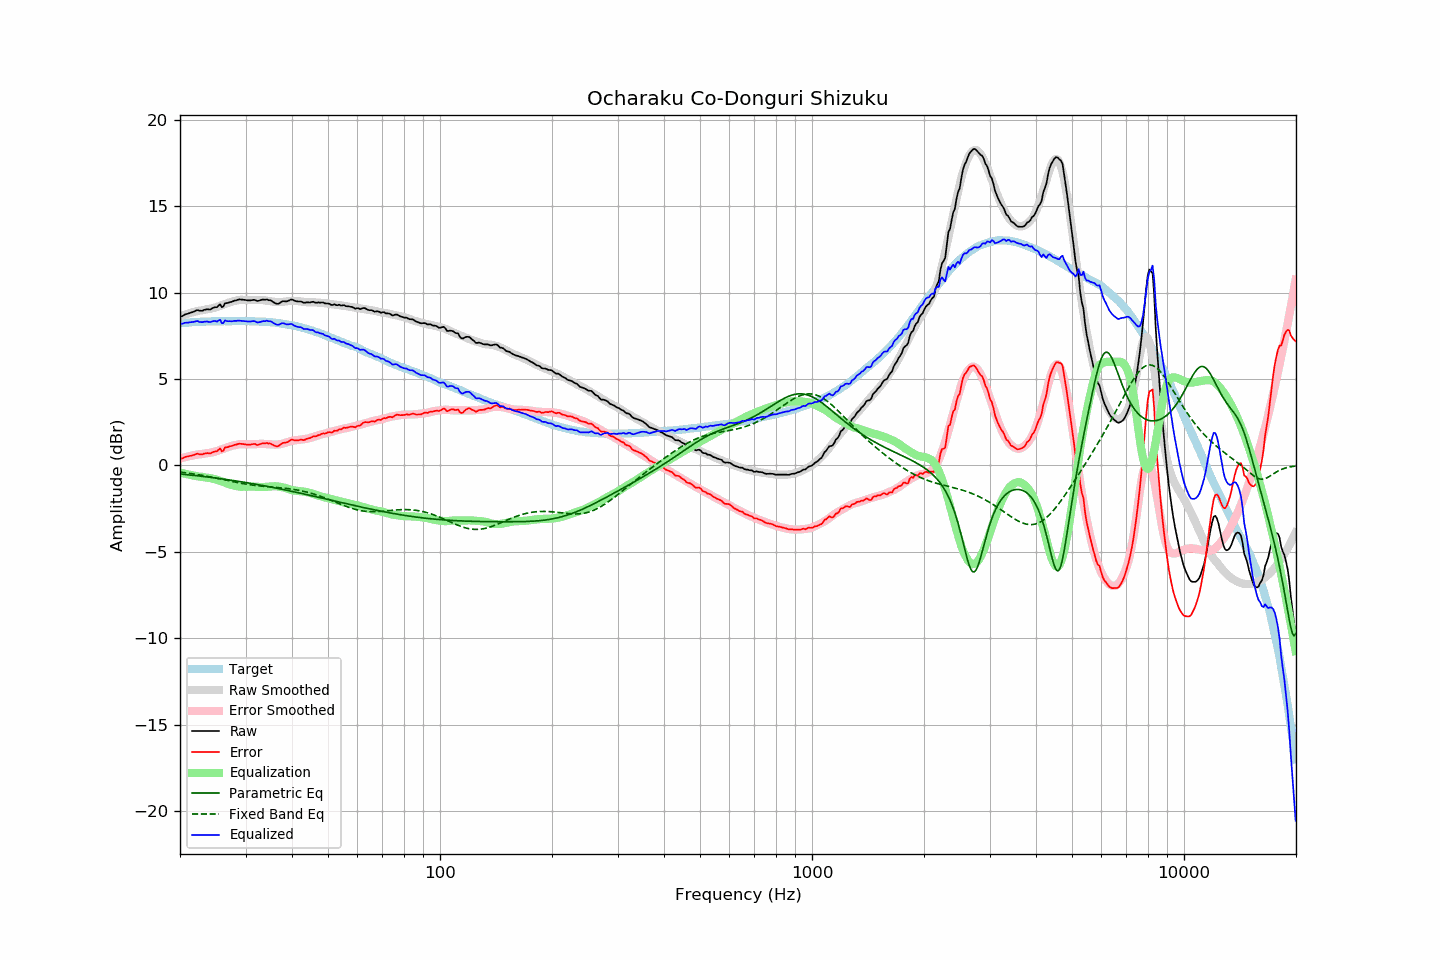 Ocharaku Co-Donguri Shizuku
20
15
10
5
0
−5
−10
−15
−20
Amplitude (dBr)
Target
Raw Smoothed
Error Smoothed
Raw
Error
Equalization
Parametric Eq
Fixed Band Eq
Equalized
100
1000
10000
Frequency (Hz)